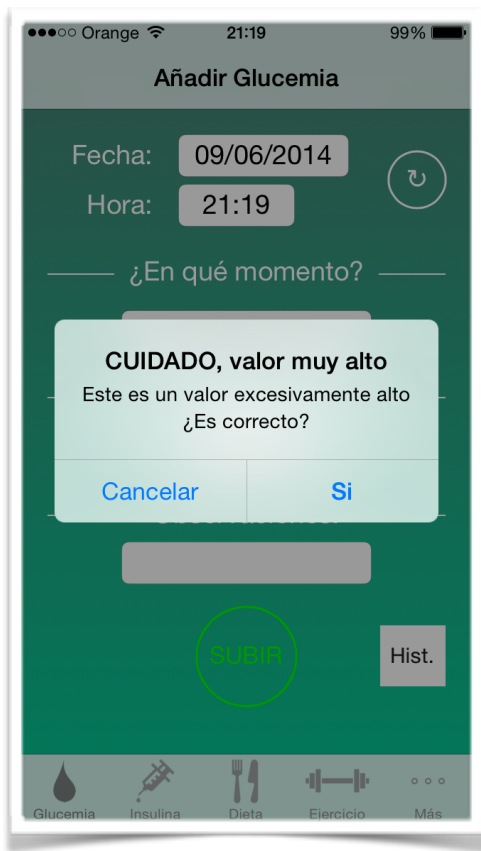 Orange 21:19 99%
Añadir Glucemia
Fecha: 09/06/2014
Hora: 21:19
¿En qué momento?
CUIDADO, valor muy alto
Este es un valor excesivamente alto
¿Es correcto?
Cancelar Si
SUBIR
Hist.
Glucemia Insulina Dieta Ejercicio Más